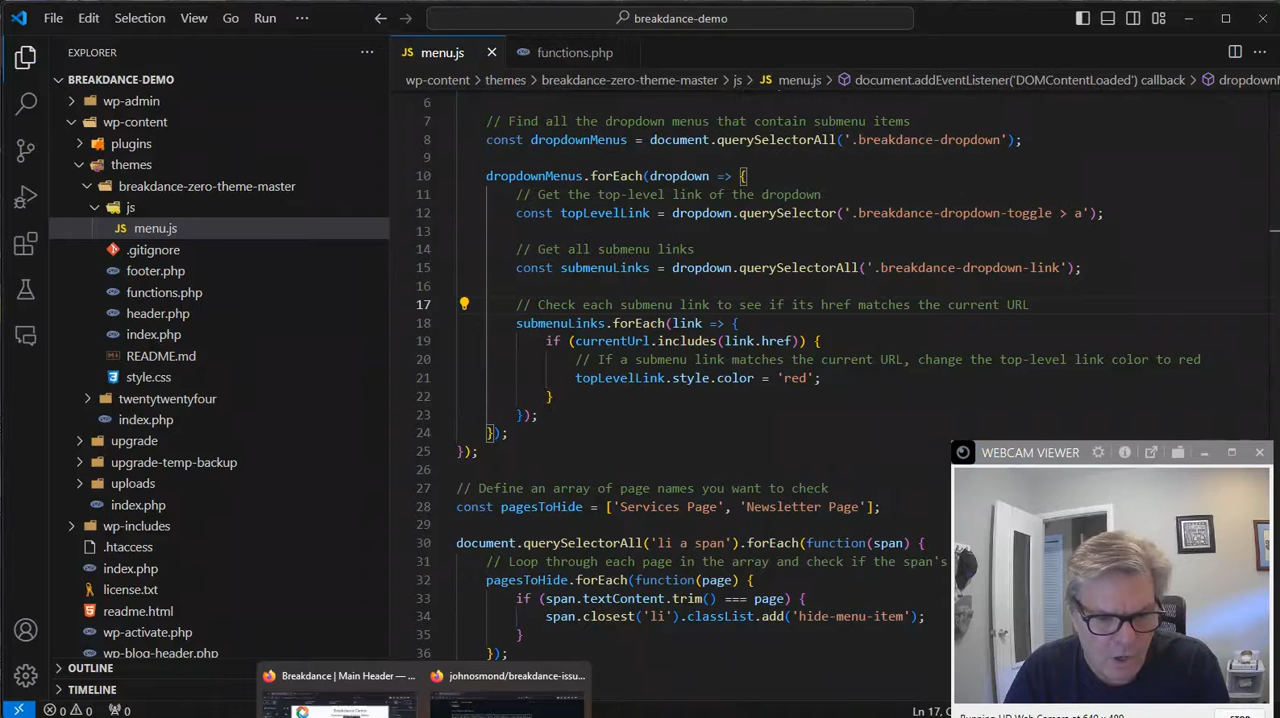 File Edit Selection View Go Run ··· breakdance-demo
EXPLORER
BREAKDANCE-DEMO
wp-admin
wp-content
plugins
themes
breakdance-zero-theme-master
js
JS menu.js
.gitignore
footer.php
functions.php
header.php
index.php
README.md
style.css
twentytwentyfour
index.php
upgrade
upgrade-temp-backup
uploads
index.php
wp-includes
.htaccess
index.php
license.txt
readme.html
wp-activate.php
wp-blog-header.php
OUTLINE
TIMELINE
JS menu.js functions.php
wp-content > themes > breakdance-zero-theme-master > js > JS menu.js > document.addEventListener('DOMContentLoaded') callback > dropdownM
6
7 // Find all the dropdown menus that contain submenu items
8 const dropdownMenus = document.querySelectorAll('.breakdance-dropdown');
9
10 dropdownMenus.forEach(dropdown => {
11 // Get the top-level link of the dropdown
12 const topLevelLink = dropdown.querySelector('.breakdance-dropdown-toggle > a');
13
14 // Get all submenu links
15 const submenuLinks = dropdown.querySelectorAll('.breakdance-dropdown-link');
16
17 // Check each submenu link to see if its href matches the current URL
18 submenuLinks.forEach(link => {
19 if (currentUrl.includes(link.href)) {
20 // If a submenu link matches the current URL, change the top-level link color to red
21 topLevelLink.style.color = 'red';
22 }
23 });
24 });
25 });
26
27 // Define an array of page names you want to check
28 const pagesToHide = ['Services Page', 'Newsletter Page'];
29
30 document.querySelectorAll('li a span').forEach(function(span) {
31 // Loop through each page in the array and check if the span's
32 pagesToHide.forEach(function(page) {
33 if (span.textContent.trim() === page) {
34 span.closest('li').classList.add('hide-menu-item');
35 }
36 });
WEBCAM VIEWER
Breakdance | Main Header — ... johnosmond/breakdance-issu...
0 0 0 Ln 17,